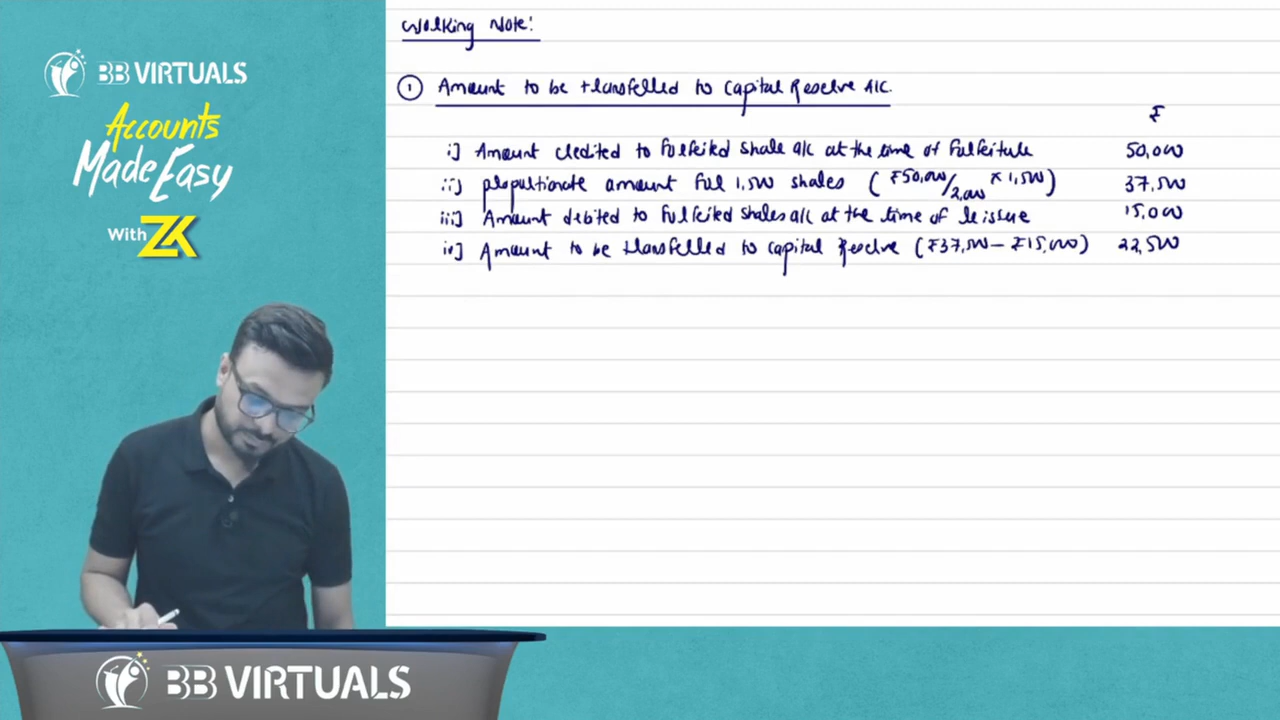 BB VIRTUALS
Accounts
Made Easy
With ZK
Working Note:
① Amount to be transferred to Capital Reserve A/C.
₹
i] Amount credited to forfeited share a/c at the time of forfeiture 50,000
ii] proportionate amount for 1,500 shares (₹50,000/2,000 × 1,500) 37,500
iii] Amount debited to forfeited shares a/c at the time of reissue 15,000
iv] Amount to be transferred to capital Reserve (₹37,500 – ₹15,000) 22,500
BB VIRTUALS